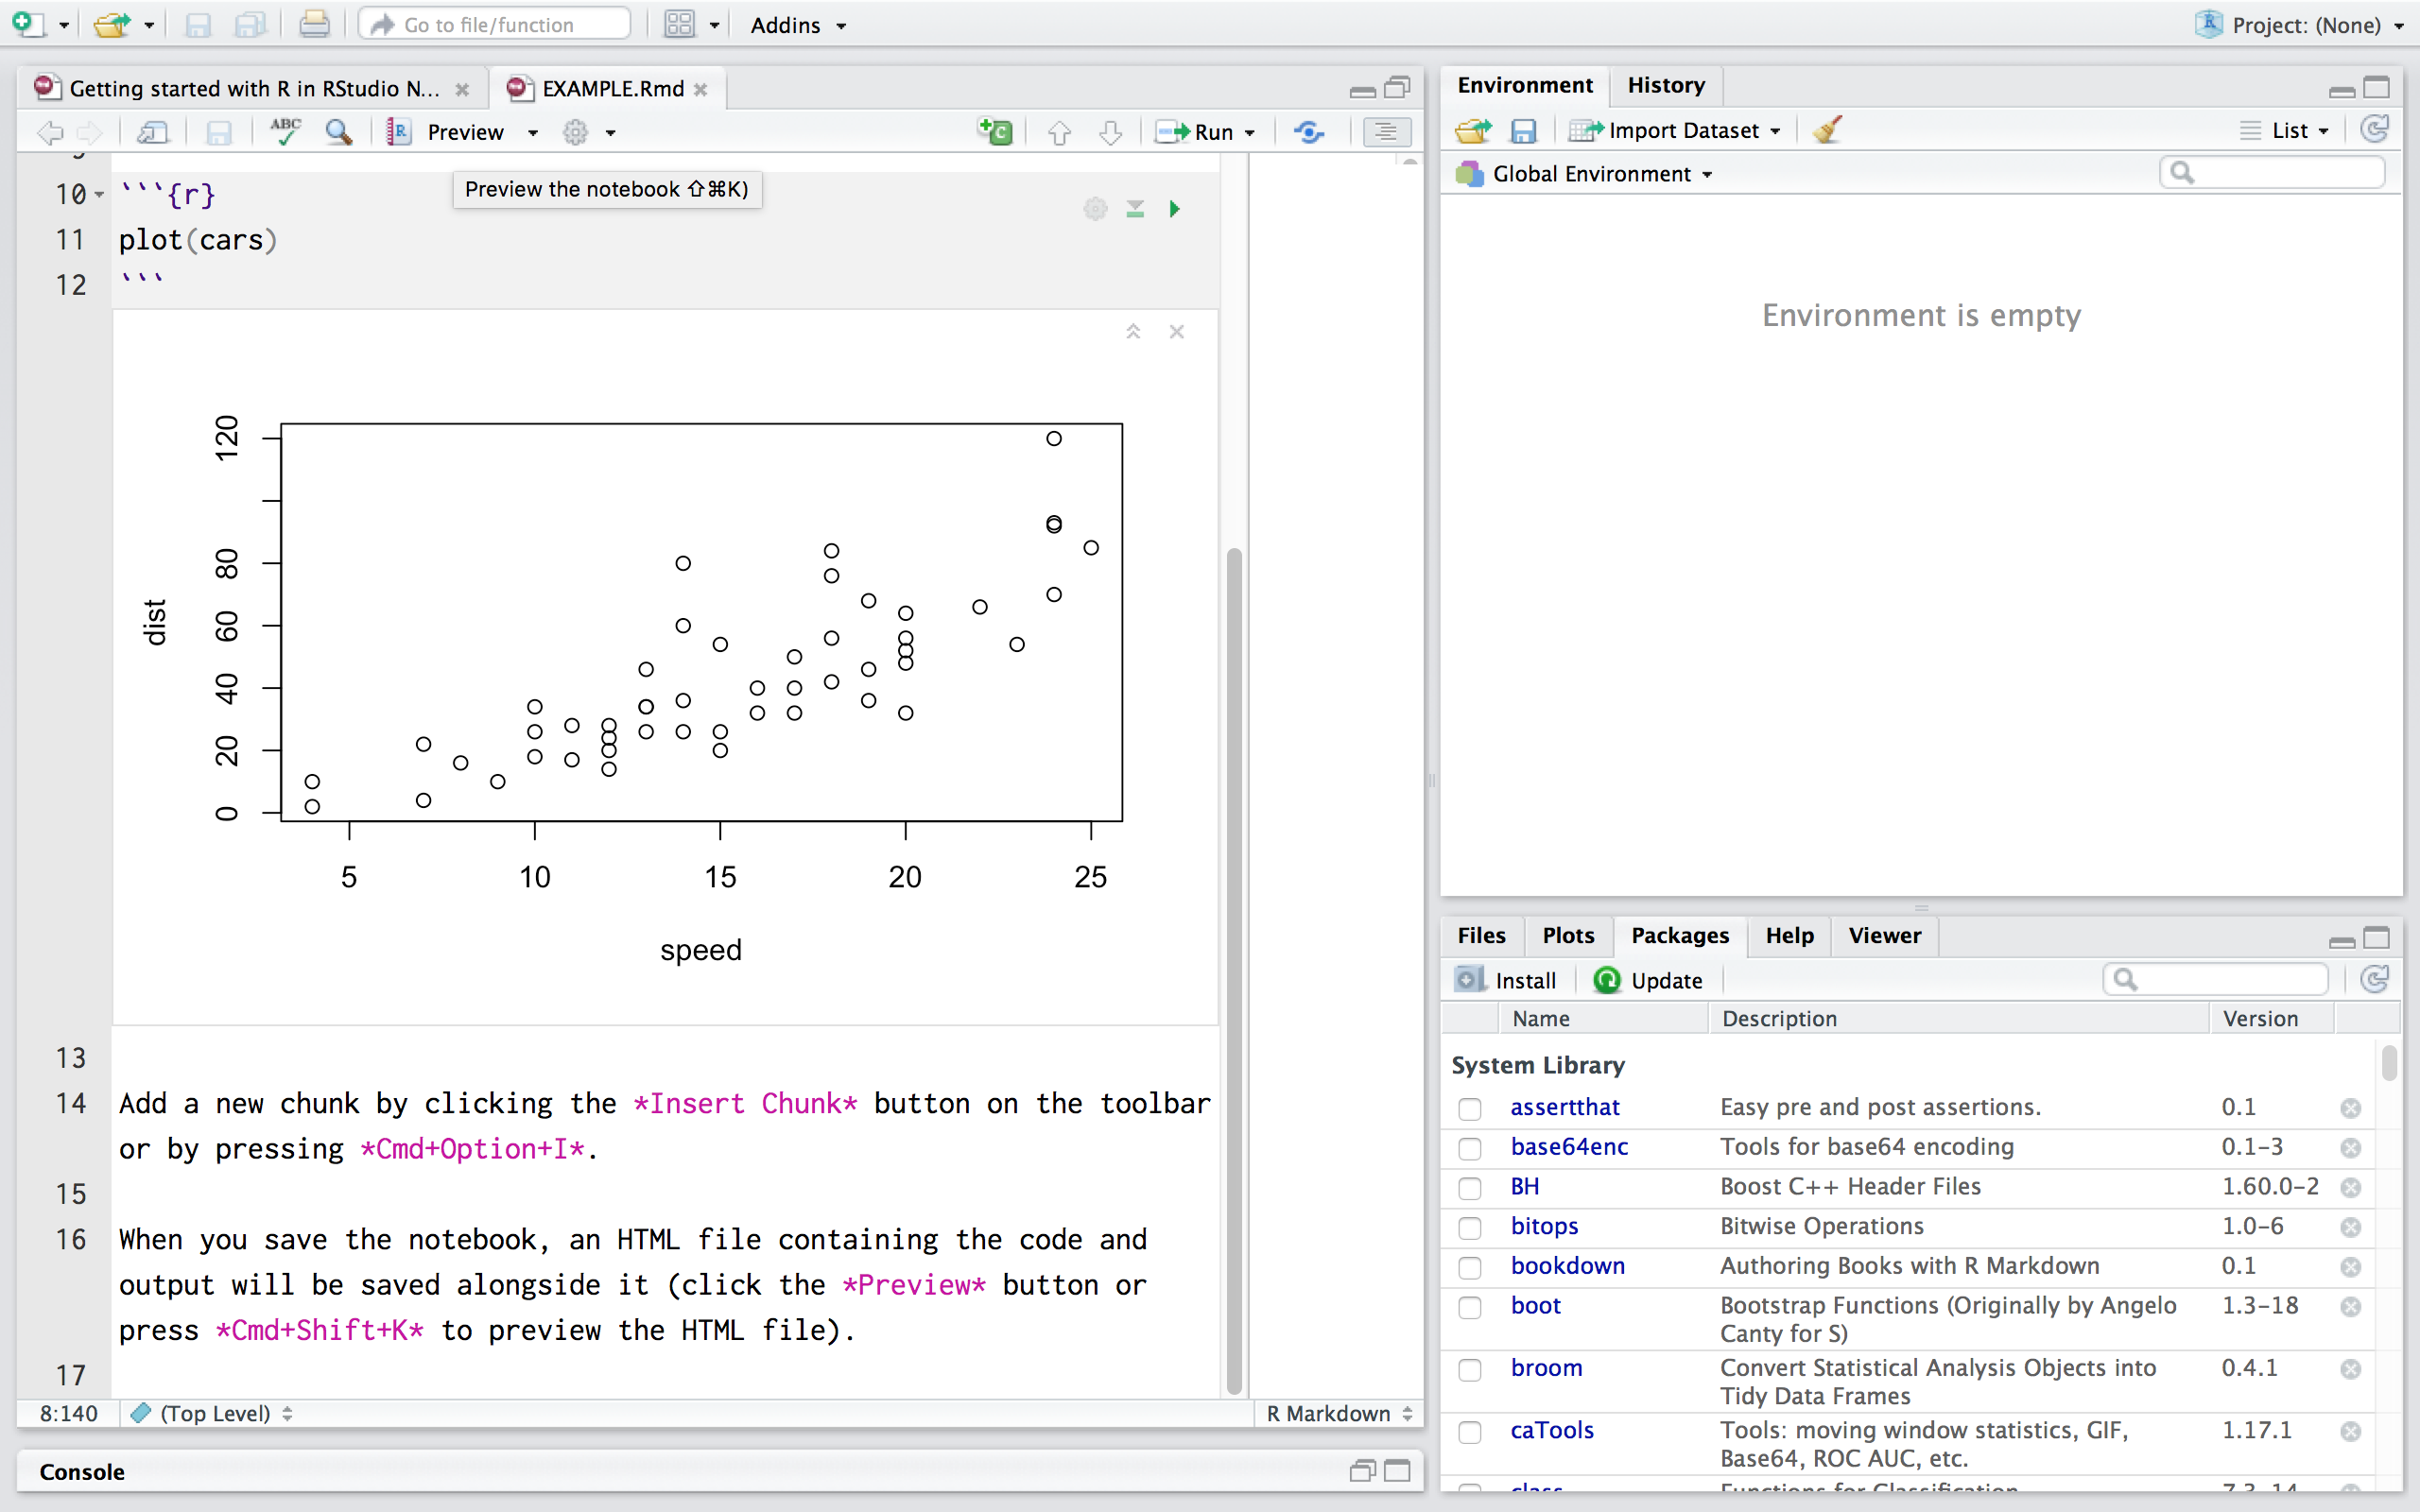 Go to file/function
Addins
Project: (None)
Getting started with R in RStudio N...
EXAMPLE.Rmd
ABC
R
Preview
C
Run
Preview the notebook ⇧⌘K)
10 ```{r}
11 plot(cars)
12 ```
120
80
60
40
20
0
dist
5 10 15 20 25
speed
13
14 Add a new chunk by clicking the *Insert Chunk* button on the toolbar
or by pressing *Cmd+Option+I*.
15
16 When you save the notebook, an HTML file containing the code and
output will be saved alongside it (click the *Preview* button or
press *Cmd+Shift+K* to preview the HTML file).
17
8:140 (Top Level) R Markdown
Console
Environment History
Import Dataset List
Global Environment
Environment is empty
Files Plots Packages Help Viewer
Install Update
Name Description Version
System Library
assertthat Easy pre and post assertions. 0.1
base64enc Tools for base64 encoding 0.1-3
BH Boost C++ Header Files 1.60.0-2
bitops Bitwise Operations 1.0-6
bookdown Authoring Books with R Markdown 0.1
boot Bootstrap Functions (Originally by Angelo 1.3-18
Canty for S)
broom Convert Statistical Analysis Objects into 0.4.1
Tidy Data Frames
caTools Tools: moving window statistics, GIF, 1.17.1
Base64, ROC AUC, etc.
class Functions for Classification 7.3-14